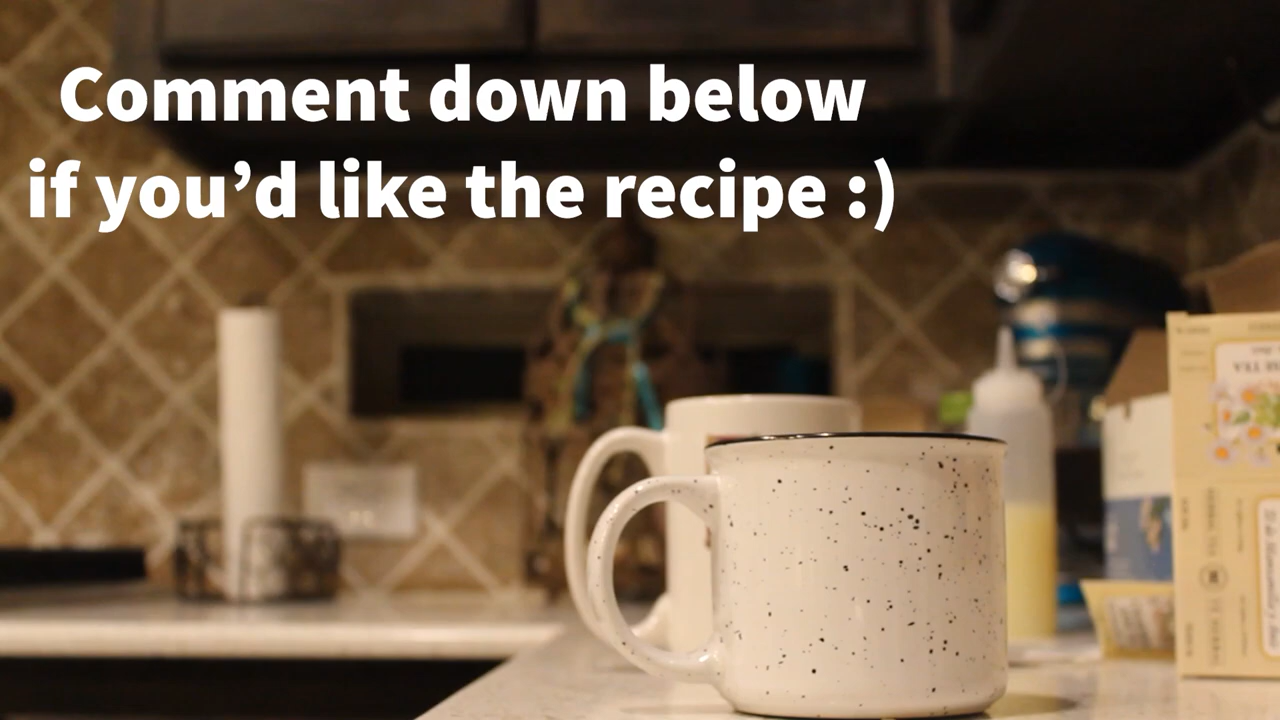 Comment down below
if you’d like the recipe :)